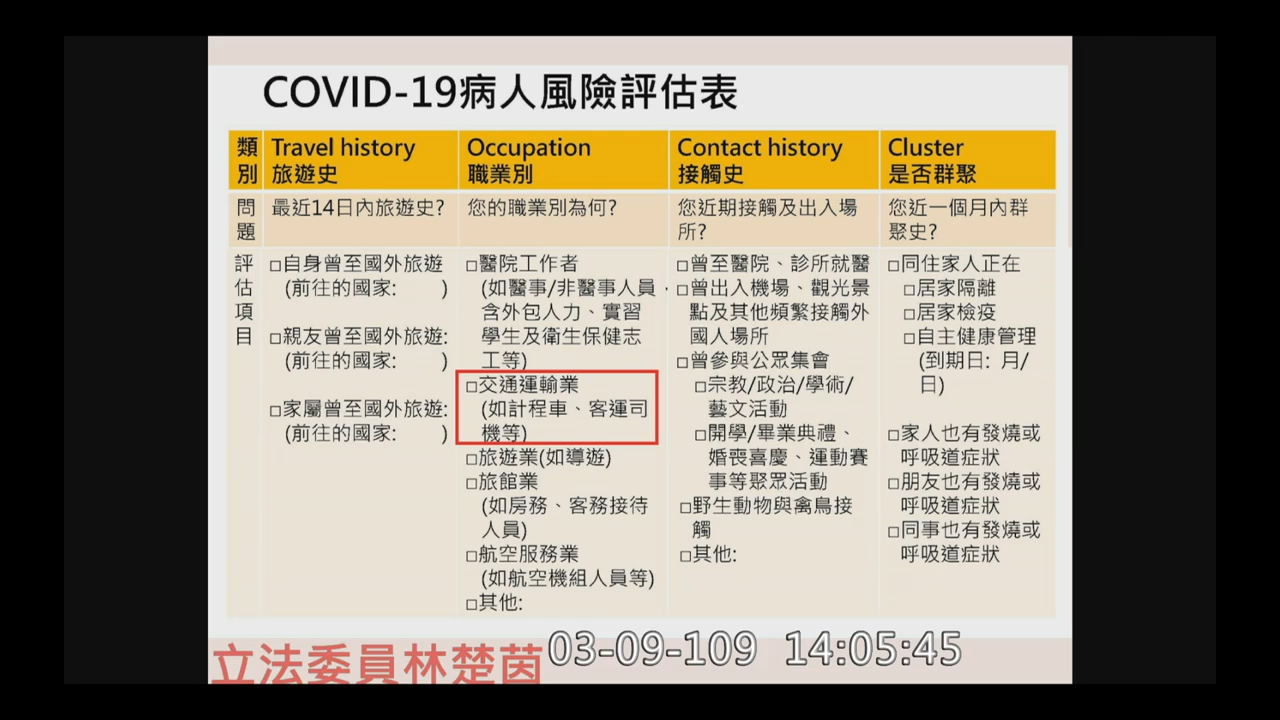 COVID-19病人風險評估表
類別
Travel history
旅遊史
Occupation
職業別
Contact history
接觸史
Cluster
是否群聚
問題
最近14日內旅遊史?
您的職業別為何?
您近期接觸及出入場
所?
您近一個月內群
聚史?
評估項目
□自身曾至國外旅遊
(前往的國家: )
□親友曾至國外旅遊:
(前往的國家: )
□家屬曾至國外旅遊:
(前往的國家: )
□醫院工作者
(如醫事/非醫事人員,
含外包人力、實習
學生及衛生保健志
工等)
□交通運輸業
(如計程車、客運司
機等)
□旅遊業(如導遊)
□旅館業
(如房務、客務接待
人員)
□航空服務業
(如航空機組人員等)
□其他:
□曾至醫院、診所就醫
□曾出入機場、觀光景
點及其他頻繁接觸外
國人場所
□曾參與公眾集會
□宗教/政治/學術/
藝文活動
□開學/畢業典禮、
婚喪喜慶、運動賽
事等聚眾活動
□野生動物與禽鳥接
觸
□其他:
□同住家人正在
□居家隔離
□居家檢疫
□自主健康管理
(到期日: 月/
日)
□家人也有發燒或
呼吸道症狀
□朋友也有發燒或
呼吸道症狀
□同事也有發燒或
呼吸道症狀
立法委員林楚茵
03-09-109 14:05:45